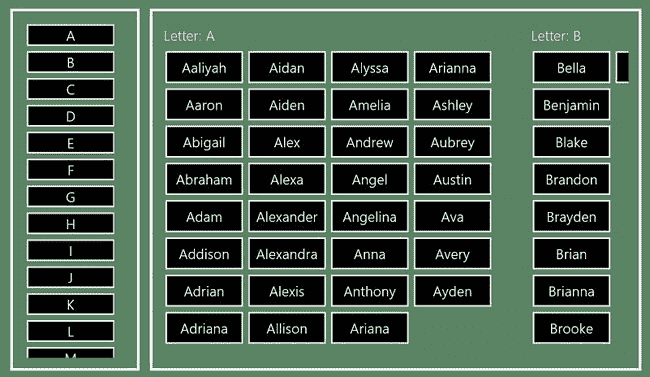 A
B
C
D
E
F
G
H
I
J
K
L
M
Letter: A
Aaliyah Aidan Alyssa Arianna
Aaron Aiden Amelia Ashley
Abigail Alex Andrew Aubrey
Abraham Alexa Angel Austin
Adam Alexander Angelina Ava
Addison Alexandra Anna Avery
Adrian Alexis Anthony Ayden
Adriana Allison Ariana
Letter: B
Bella
Benjamin
Blake
Brandon
Brayden
Brian
Brianna
Brooke